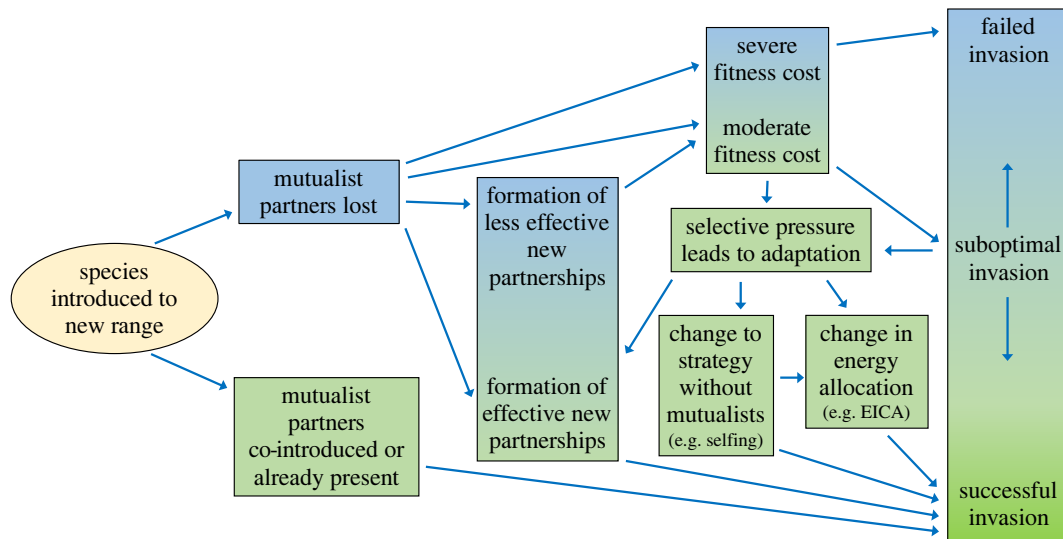 species
introduced to
new range
mutualist
partners lost
mutualist
partners
co-introduced or
already present
formation of
less effective
new
partnerships
formation of
effective new
partnerships
severe
fitness cost
moderate
fitness cost
selective pressure
leads to adaptation
change to
strategy
without
mutualists
(e.g. selfing)
change in
energy
allocation
(e.g. EICA)
failed
invasion
suboptimal
invasion
successful
invasion